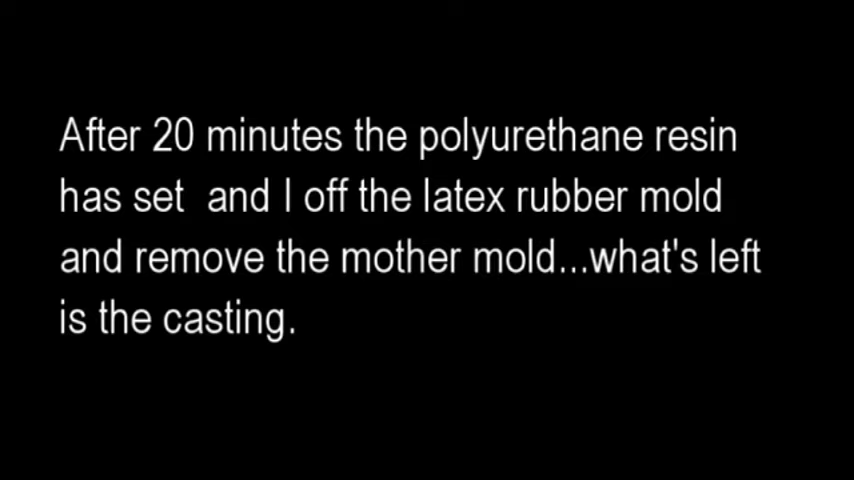 After 20 minutes the polyurethane resin
has set  and I off the latex rubber mold
and remove the mother mold...what's left
is the casting.